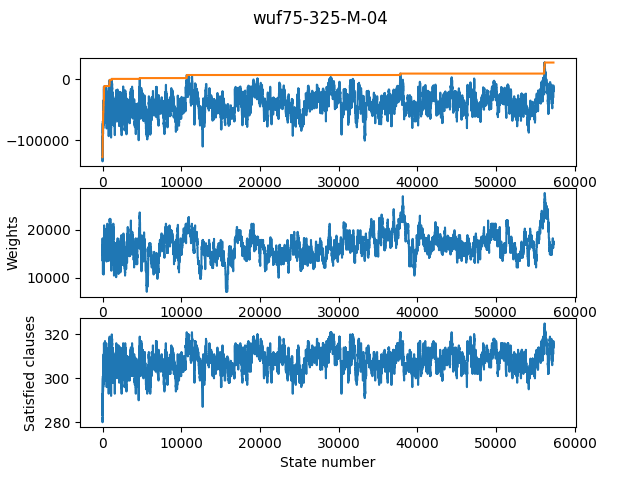 wuf75-325-M-04
0
−100000
0 10000 20000 30000 40000 50000 60000
Weights
20000
10000
0 10000 20000 30000 40000 50000 60000
Satisfied clauses
320
300
280
0 10000 20000 30000 40000 50000 60000
State number